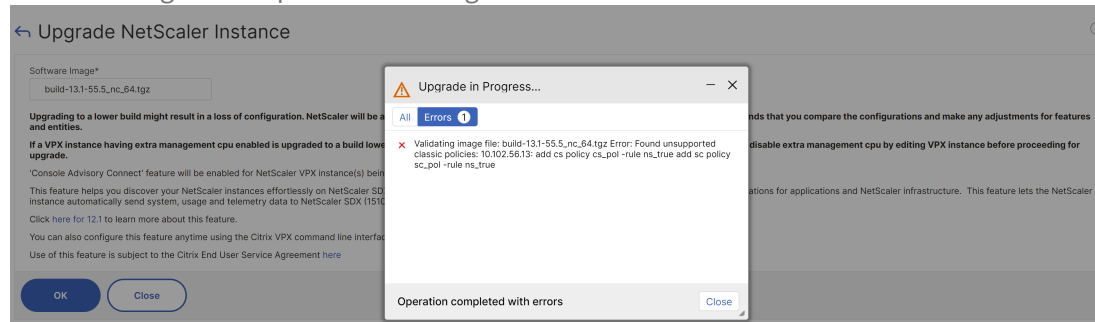 Upgrade NetScaler Instance
Software Image*
build-13.1-55.5_nc_64.tgz
Upgrading to a lower build might result in a loss of configuration. NetScaler will be a
nds that you compare the configurations and make any adjustments for features
and entities.
If a VPX instance having extra management cpu enabled is upgraded to a build lowe
disable extra management cpu by editing VPX instance before proceeding for
upgrade.
'Console Advisory Connect' feature will be enabled for NetScaler VPX instance(s) bein
This feature helps you discover your NetScaler instances effortlessly on NetScaler SD
ations for applications and NetScaler infrastructure. This feature lets the NetScaler
instance automatically send system, usage and telemetry data to NetScaler SDX (151
Click here for 12.1 to learn more about this feature.
You can also configure this feature anytime using the Citrix VPX command line interfac
Use of this feature is subject to the Citrix End User Service Agreement here
OK
Close
Upgrade in Progress...
All
Errors 1
Validating image file: build-13.1-55.5_nc_64.tgz Error: Found unsupported
classic policies: 10.102.56.13: add cs policy cs_pol -rule ns_true add sc policy
sc_pol -rule ns_true
Operation completed with errors
Close